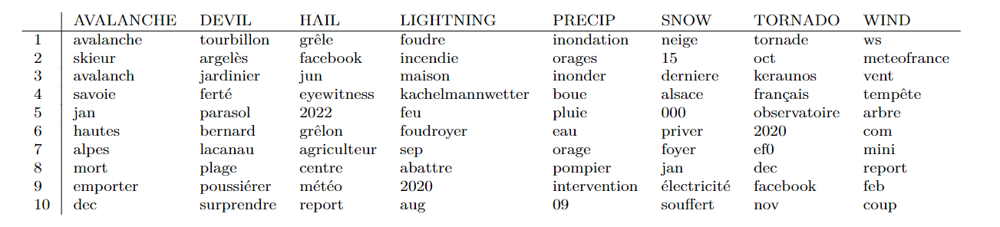 AVALANCHE DEVIL HAIL LIGHTNING PRECIP SNOW TORNADO WIND
1 avalanche tourbillon grêle foudre inondation neige tornade ws
2 skieur argelès facebook incendie orages 15 oct meteofrance
3 avalanch jardinier jun maison inonder derniere keraunos vent
4 savoie ferté eyewitness kachelmannwetter boue alsace français tempête
5 jan parasol 2022 feu pluie 000 observatoire arbre
6 hautes bernard grêlon foudroyer eau priver 2020 com
7 alpes lacanau agriculteur sep orage foyer ef0 mini
8 mort plage centre abattre pompier jan dec report
9 emporter poussiérer météo 2020 intervention électricité facebook feb
10 dec surprendre report aug 09 souffert nov coup